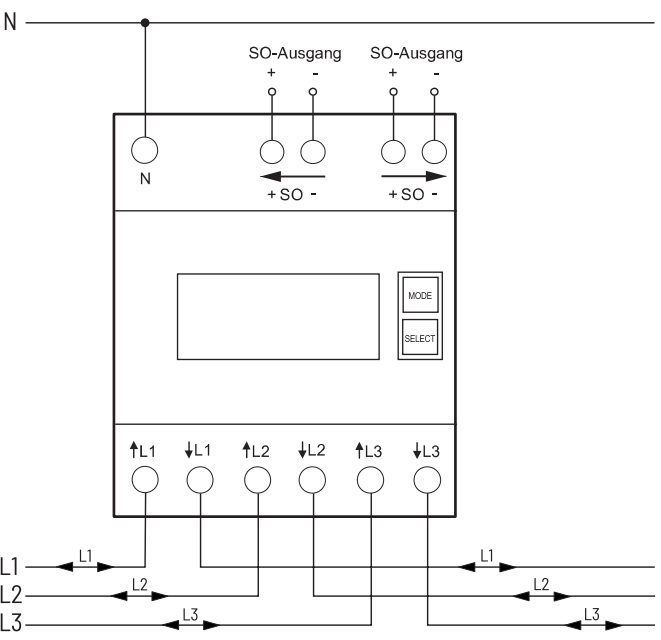 N
SO-Ausgang SO-Ausgang
+ - + -
N
+ SO - + SO -
MODE
SELECT
↑L1 ↓L1 ↑L2 ↓L2 ↑L3 ↓L3
L1 L1 L1
L2 L2 L2
L3 L3 L3